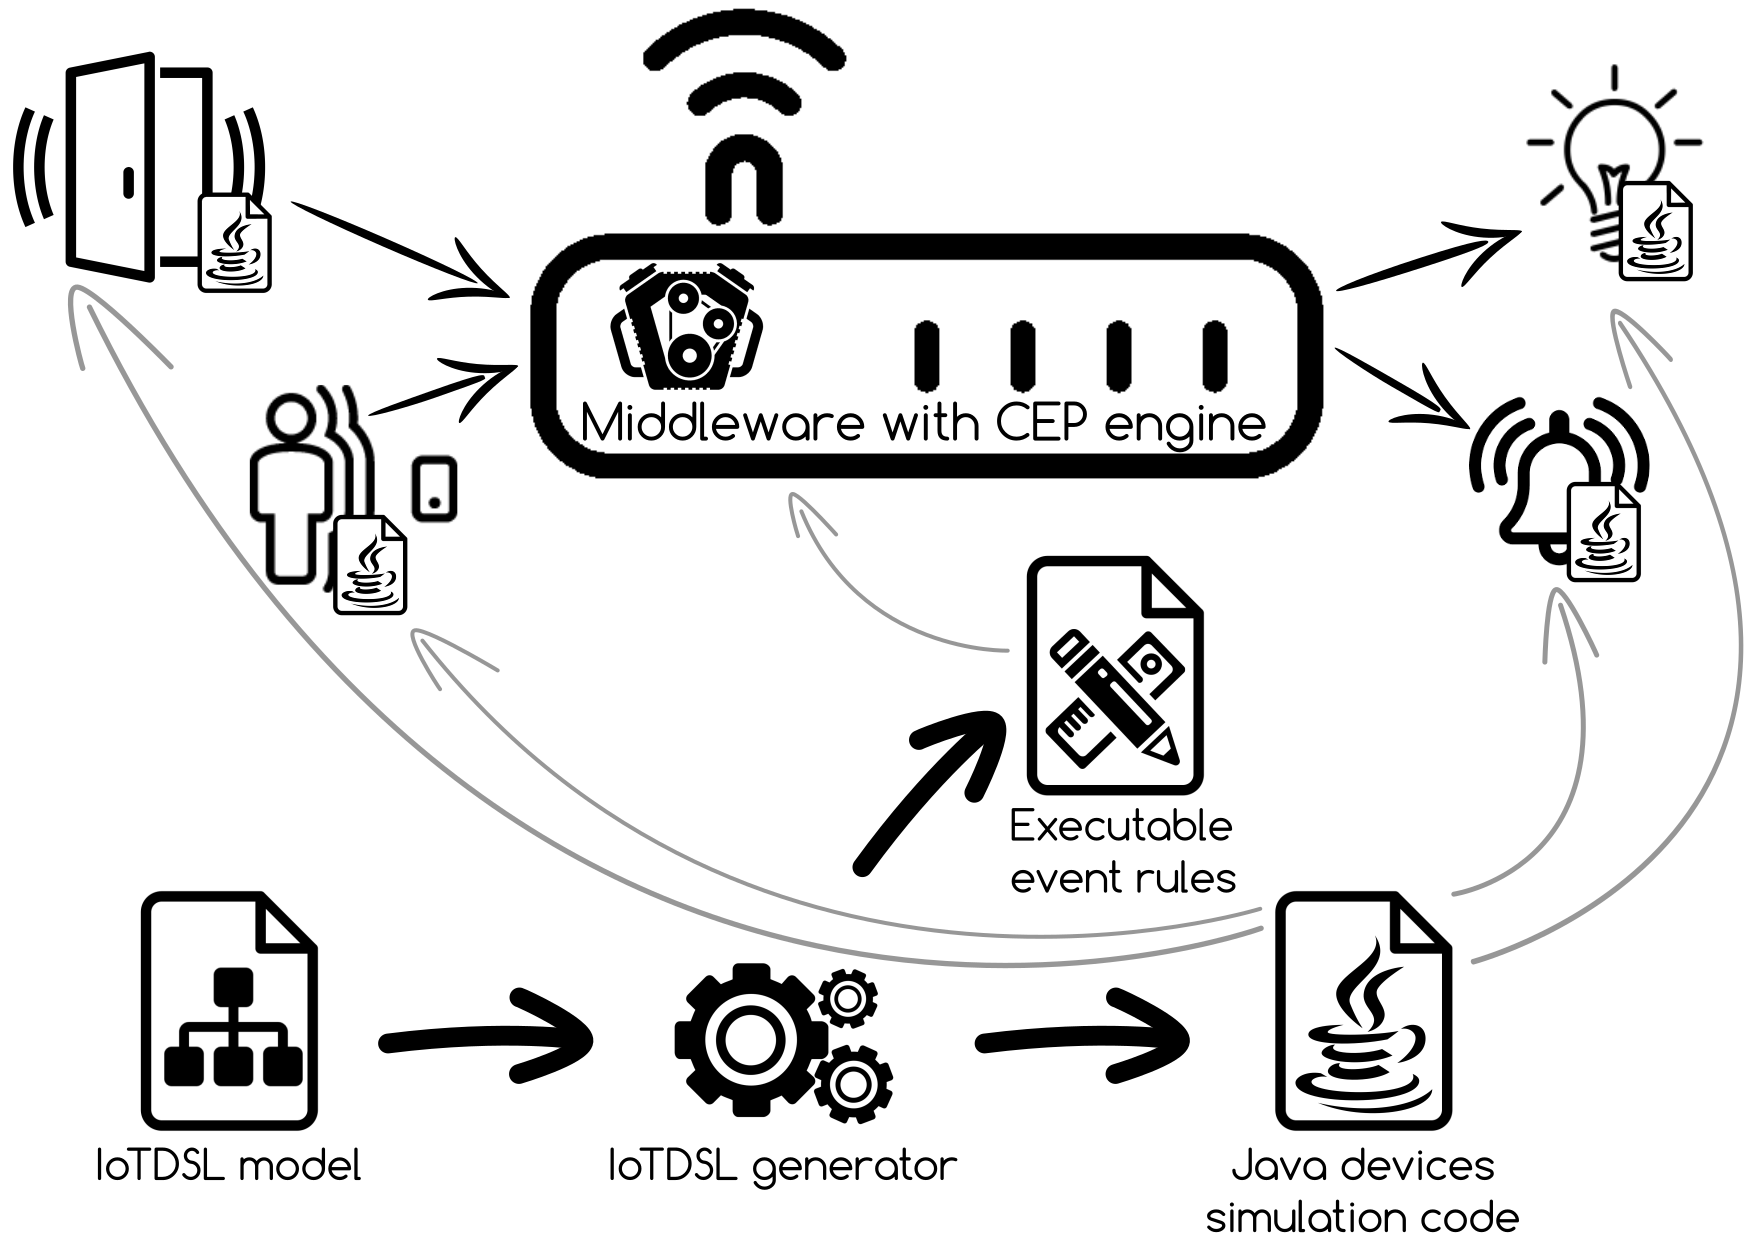 Middleware with CEP engine
Executable
event rules
IoTDSL model
IoTDSL generator
Java devices
simulation code